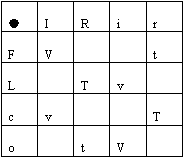 ● I R i r
F V t
L T v
c v T
o t V